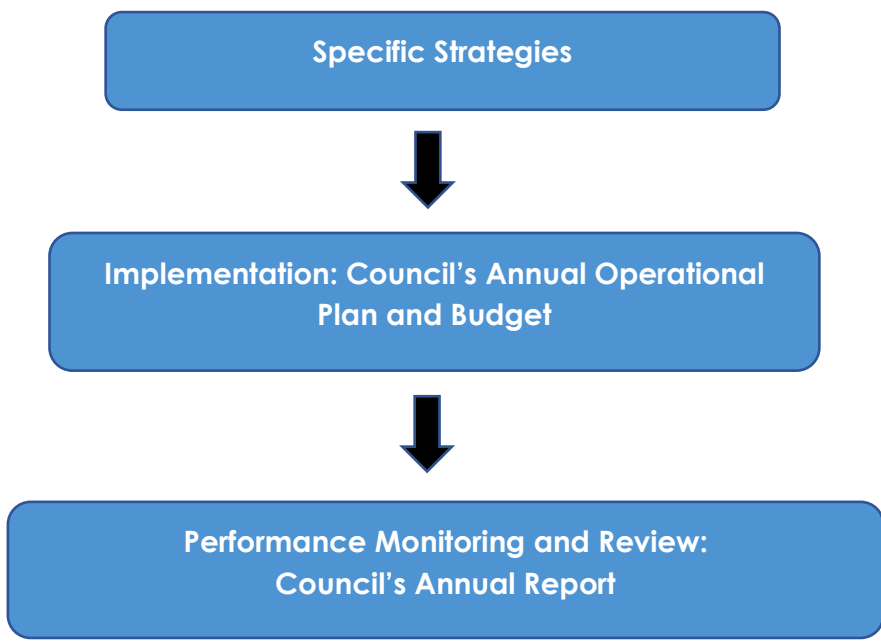 Specific Strategies
Implementation: Council’s Annual Operational
Plan and Budget
Performance Monitoring and Review:
Council’s Annual Report